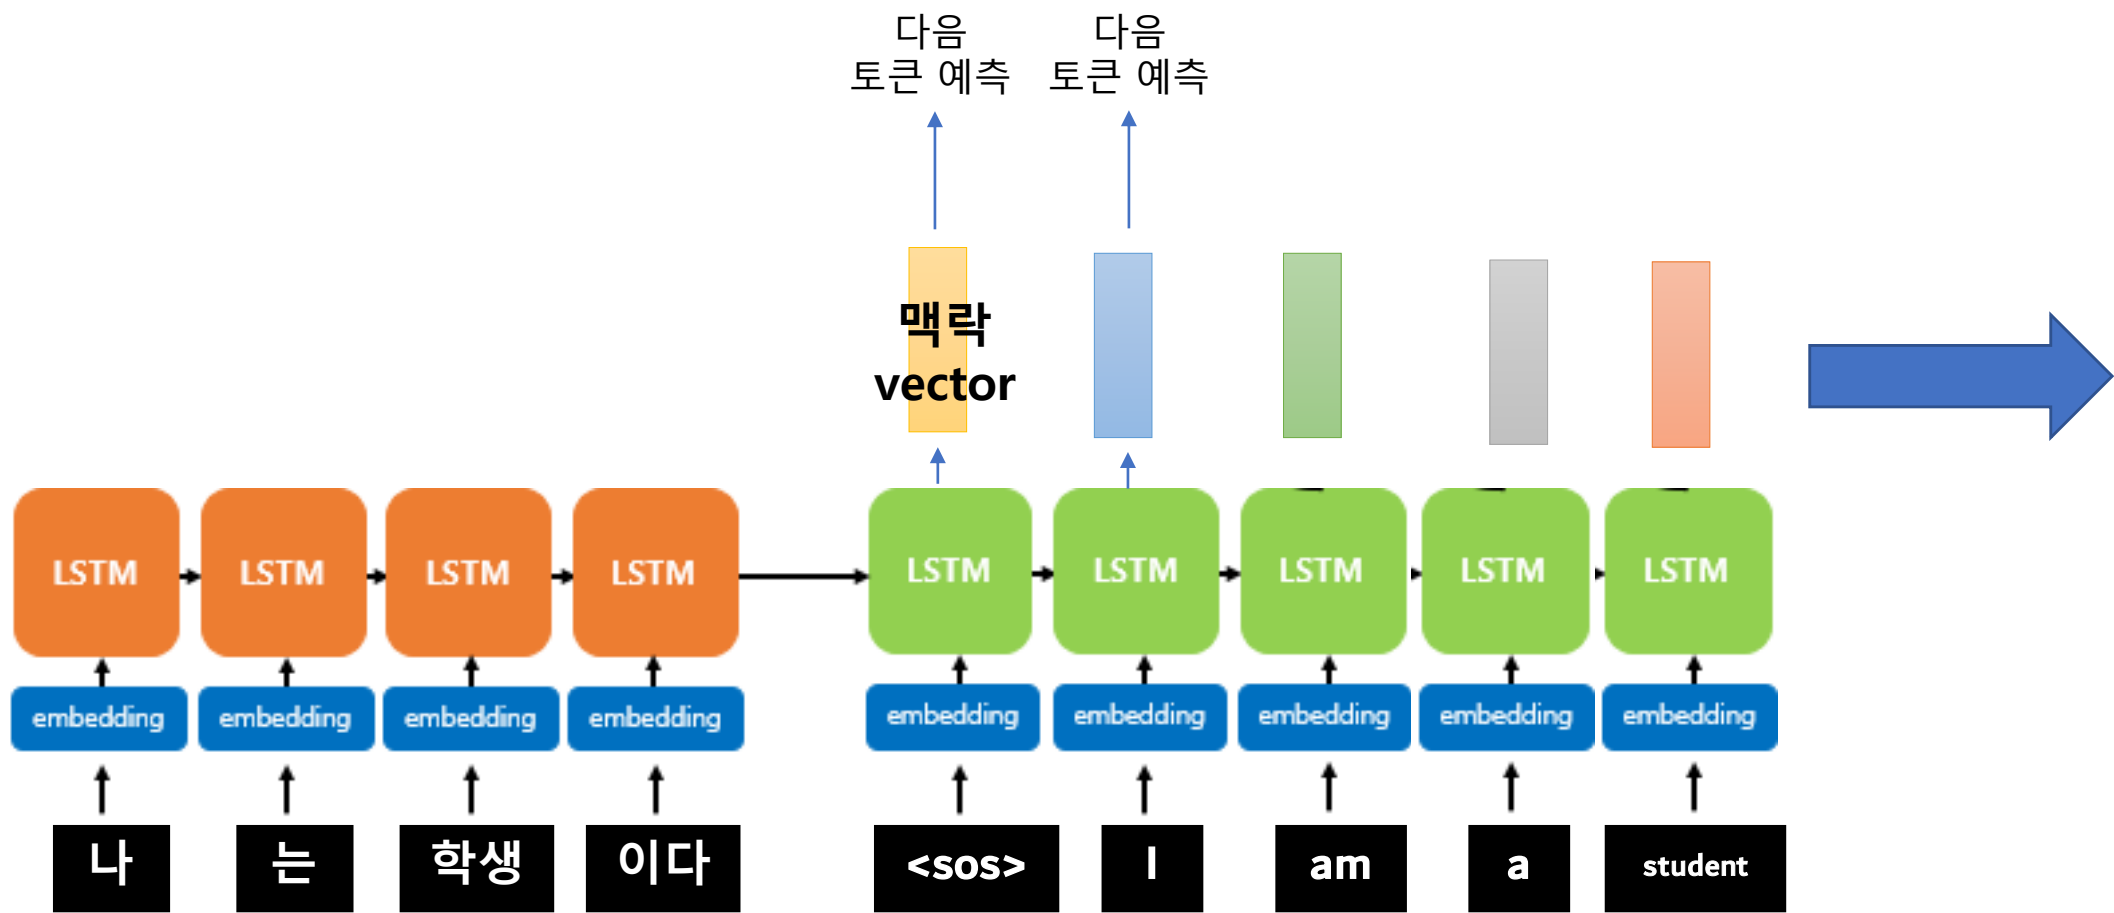 다음
토큰 예측
다음
토큰 예측
맥락
vector
LSTM
LSTM
LSTM
LSTM
LSTM
LSTM
LSTM
LSTM
LSTM
embedding
embedding
embedding
embedding
embedding
embedding
embedding
embedding
embedding
나
는
학생
이다
<sos>
I
am
a
student